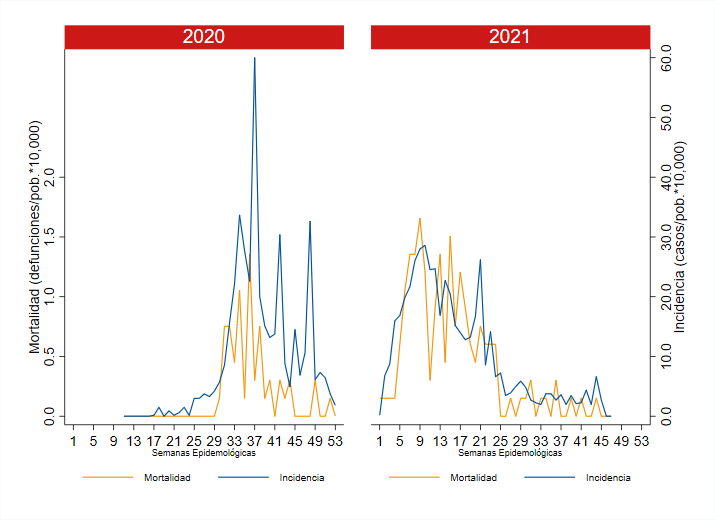 2020
2021
Mortalidad (defunciones/pob.*10,000)
0.0 0.5 1.0 1.5 2.0
Incidencia (casos/pob.*10,000)
0.0 10.0 20.0 30.0 40.0 50.0 60.0
1 5 9 13 17 21 25 29 33 37 41 45 49 53
Semanas Epidemológicas
1 5 9 13 17 21 25 29 33 37 41 45 49 53
Semanas Epidemológicas
Mortalidad Incidencia
Mortalidad Incidencia